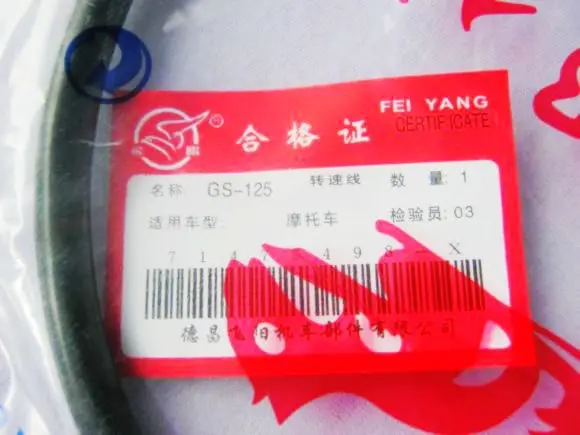 FEI YANG
合格证 CERTIFICATE
名称: GS-125 转速线 数量: 1
适用车型: 摩托车 检验员: 03
德昌飞阳机车部件有限公司